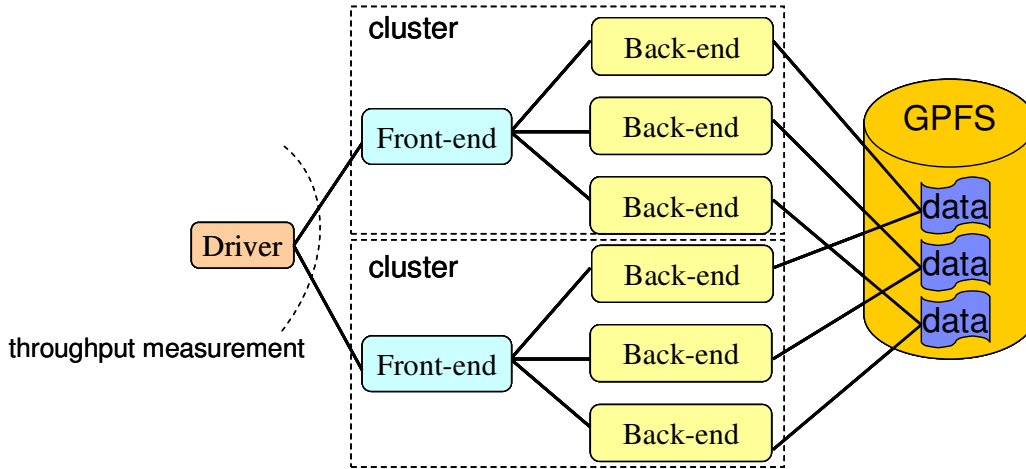 cluster
Back-end
Back-end
Front-end
Back-end
GPFS
data
data
data
Driver
cluster
Back-end
Back-end
Front-end
Back-end
throughput measurement